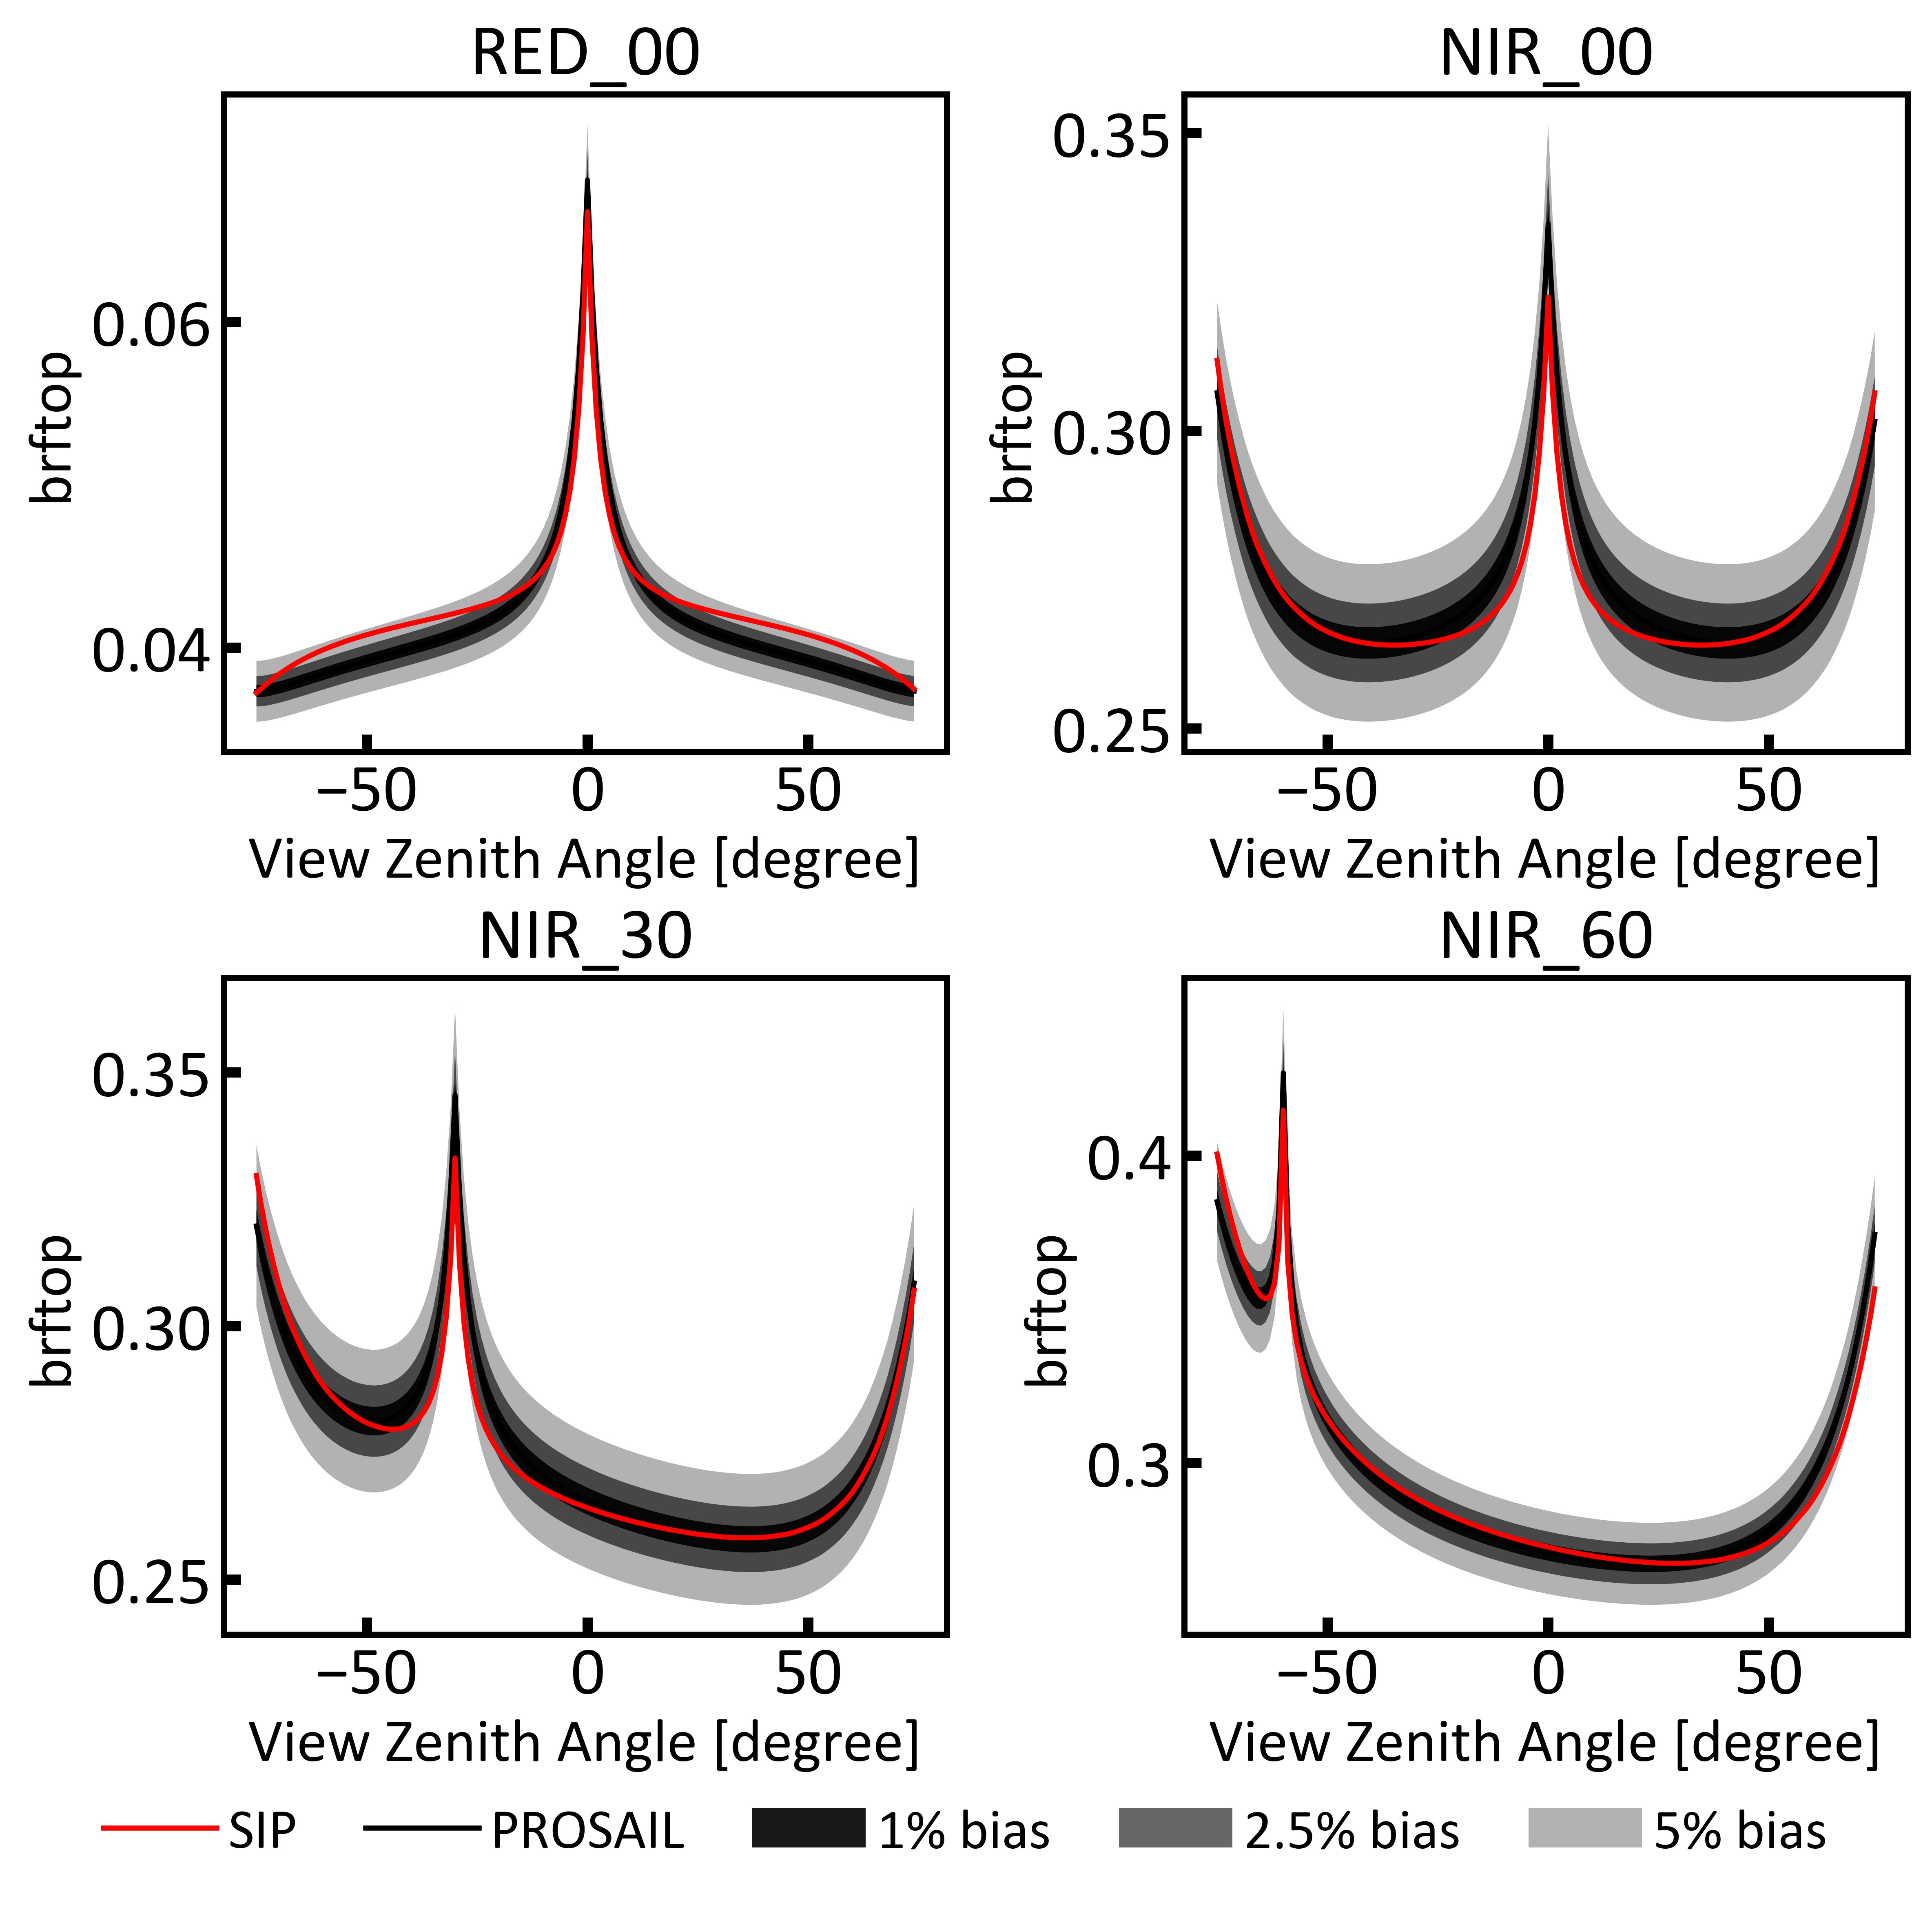 RED_00
NIR_00
brftop
0.06
0.04
−50
0
50
View Zenith Angle [degree]
brftop
0.35
0.30
0.25
−50
0
50
View Zenith Angle [degree]
NIR_30
NIR_60
brftop
0.35
0.30
0.25
−50
0
50
View Zenith Angle [degree]
brftop
0.4
0.3
−50
0
50
View Zenith Angle [degree]
SIP
PROSAIL
1% bias
2.5% bias
5% bias